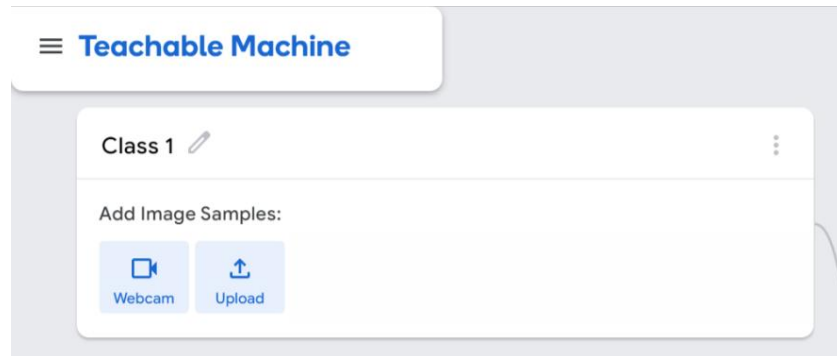 Teachable Machine
Class 1
Add Image Samples:
Webcam Upload